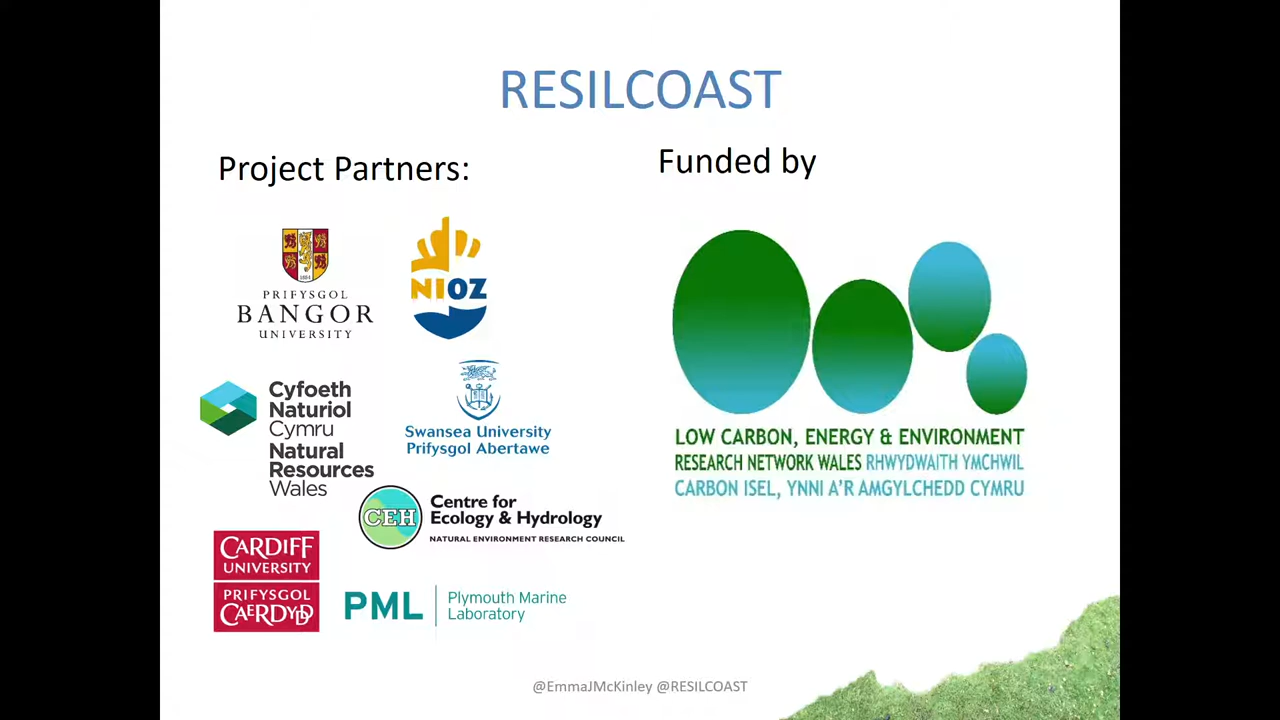 RESILCOAST
Project Partners:
PRIFYSGOL
BANGOR
UNIVERSITY
NIOZ
Cyfoeth
Naturiol
Cymru
Natural
Resources
Wales
Swansea University
Prifysgol Abertawe
CEH
Centre for
Ecology & Hydrology
NATURAL ENVIRONMENT RESEARCH COUNCIL
CARDIFF
UNIVERSITY
PRIFYSGOL
CAERDYDD
PML
Plymouth Marine
Laboratory
Funded by
LOW CARBON, ENERGY & ENVIRONMENT
RESEARCH NETWORK WALES RHWYDWAITH YMCHWIL
CARBON ISEL, YNNI A'R AMGYLCHEDD CYMRU
@EmmaJMcKinley @RESILCOAST